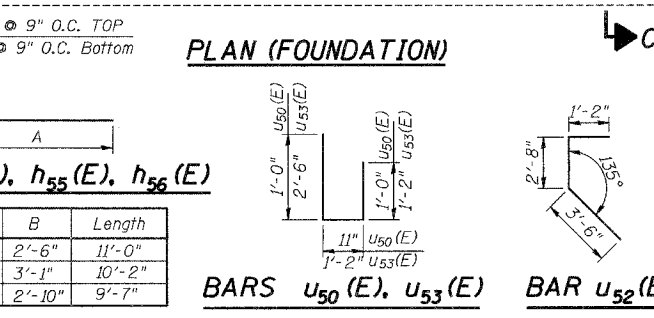 @ 9" O.C. TOP
@ 9" O.C. Bottom
PLAN (FOUNDATION)
C
A
), h55(E), h56(E)
B Length
2'-6" 11'-0"
3'-1" 10'-2"
2'-10" 9'-7"
u50(E)
u53(E)
1'-0"
2'-6"
u50(E)
u53(E)
1'-0"
1'-2"
11" u50(E)
1'-2" u53(E)
BARS u50(E), u53(E)
1'-2"
2'-8"
135°
3'-6"
BAR u52(E